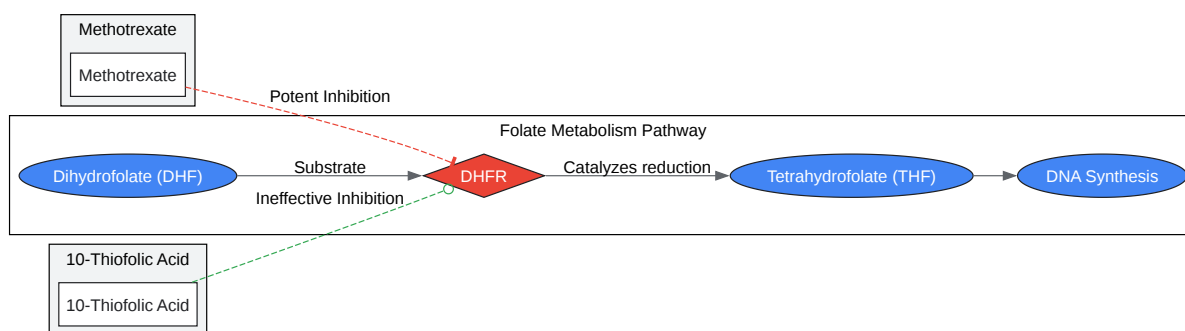 Methotrexate
Methotrexate
Potent Inhibition
Folate Metabolism Pathway
Dihydrofolate (DHF)
Substrate
DHFR
Catalyzes reduction
Tetrahydrofolate (THF)
DNA Synthesis
Ineffective Inhibition
10-Thiofolic Acid
10-Thiofolic Acid